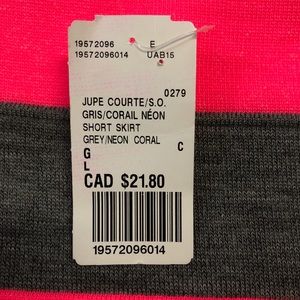 19572096 E
19572096014 UAB15
0279
JUPE COURTE/S.O.
GRIS/CORAIL NÉON
SHORT SKIRT
GREY/NEON CORAL
G C
L
CAD $21.80
19572096014